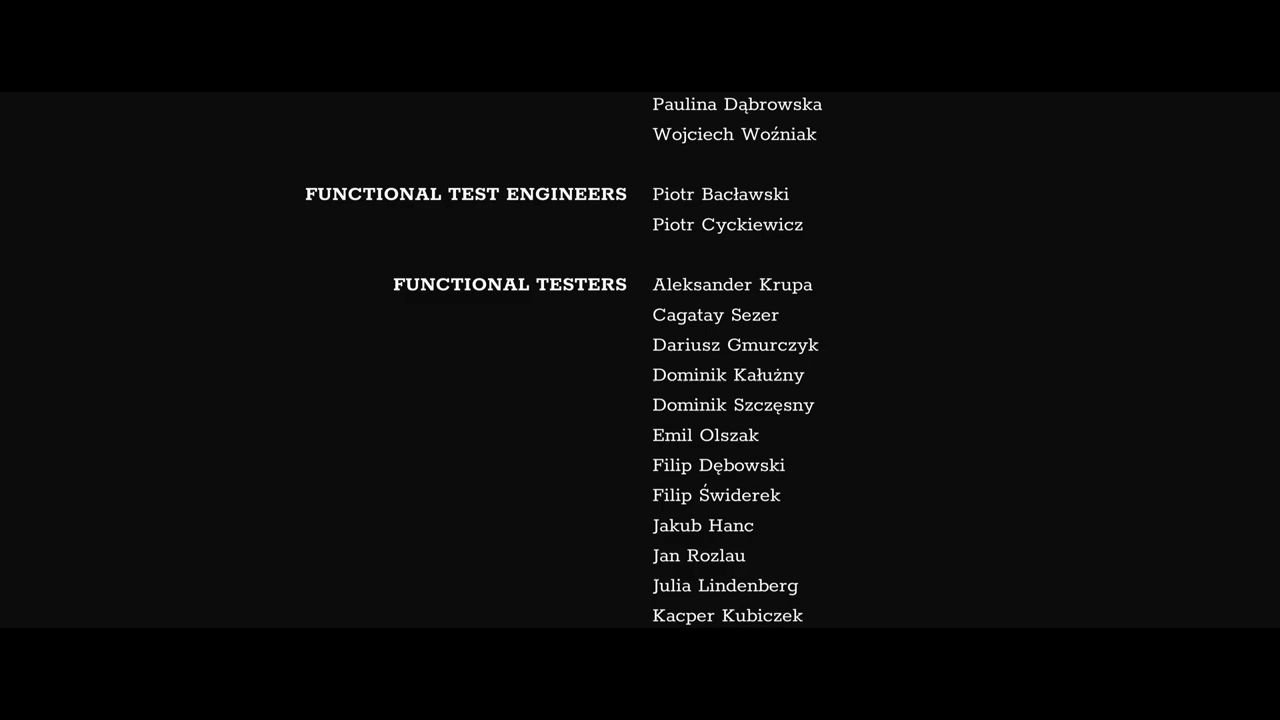 Paulina Dąbrowska
Wojciech Woźniak
FUNCTIONAL TEST ENGINEERS Piotr Bacławski
Piotr Cyckiewicz
FUNCTIONAL TESTERS Aleksander Krupa
Cagatay Sezer
Dariusz Gmurczyk
Dominik Kałużny
Dominik Szczęsny
Emil Olszak
Filip Dębowski
Filip Świderek
Jakub Hanc
Jan Rozlau
Julia Lindenberg
Kacper Kubiczek